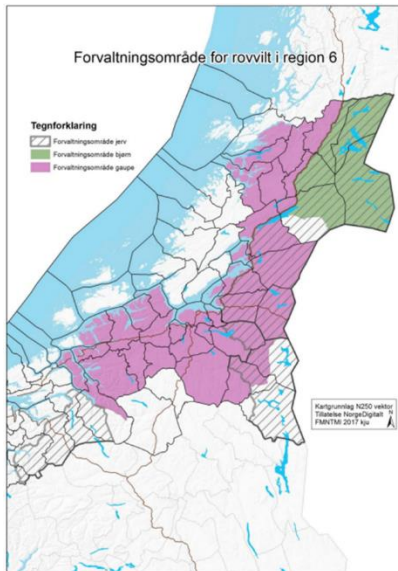 Forvaltningsområde for rovvilt i region 6
Tegnforklaring
Forvaltningsområde jerv
Forvaltningsområde bjørn
Forvaltningsområde gaupe
Kartgrunnlag N250 vektor
Tillatelse NorgeDigitalt
FMNTMI 2017 kju
N